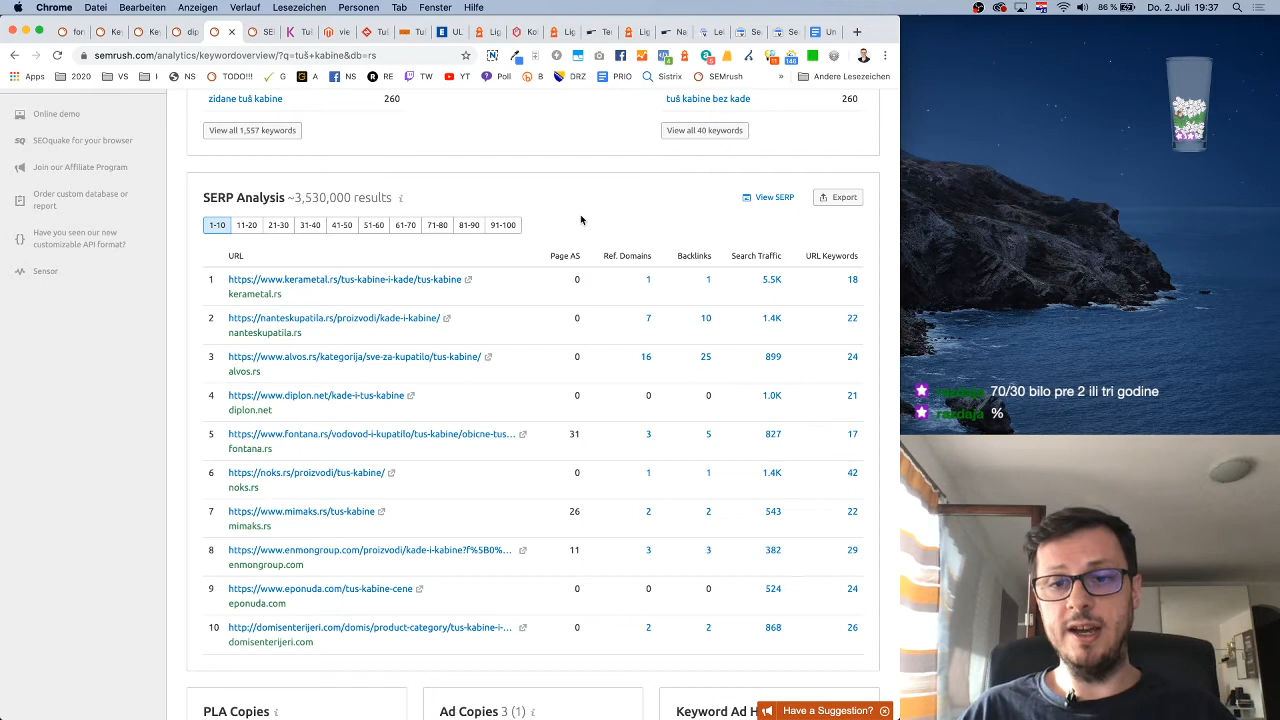 Chrome Datei Bearbeiten Anzeigen Verlauf Lesezeichen Personen Tab Fenster Hilfe
86 % Do. 2. Juli 19:37
semrush.com/analytics/keywordoverview/?q=tuš+kabine&db=rs
Apps 2020 VS I NS TODO!!! G A NS RE TW YT Poll B DRZ PRIO Sistrix SEMrush » Andere Lesezeichen
Online demo
SEOquake for your browser
Join our Affiliate Program
Order custom database or
report
Have you seen our new
customizable API format?
Sensor
zidane tuš kabine 260
tuš kabine bez kade 260
View all 1,557 keywords
View all 40 keywords
SERP Analysis ~3,530,000 results
View SERP
Export
1-10 11-20 21-30 31-40 41-50 51-60 61-70 71-80 81-90 91-100
URL Page AS Ref. Domains Backlinks Search Traffic URL Keywords
1 https://www.kerametal.rs/tus-kabine-i-kade/tus-kabine 0 1 1 5.5K 18
kerametal.rs
2 https://nanteskupatila.rs/proizvodi/kade-i-kabine/ 0 7 10 1.4K 22
nanteskupatila.rs
3 https://www.alvos.rs/kategorija/sve-za-kupatilo/tus-kabine/ 0 16 25 899 24
alvos.rs
4 https://www.diplon.net/kade-i-tus-kabine 0 0 0 1.0K 21
diplon.net
5 https://www.fontana.rs/vodovod-i-kupatilo/tus-kabine/obicne-tus... 31 3 5 827 17
fontana.rs
6 https://noks.rs/proizvodi/tus-kabine/ 0 1 1 1.4K 42
noks.rs
7 https://www.mimaks.rs/tus-kabine 26 2 2 543 22
mimaks.rs
8 https://www.enmongroup.com/proizvodi/kade-i-kabine?f%5B0%... 11 3 3 382 29
enmongroup.com
9 https://www.eponuda.com/tus-kabine-cene 0 0 0 524 24
eponuda.com
10 http://domisenterijeri.com/domis/product-category/tus-kabine-i-... 0 2 2 868 26
domisenterijeri.com
PLA Copies
Ad Copies 3 (1)
Keyword Ad H
Have a Suggestion?
70/30 bilo pre 2 ili tri godine
%